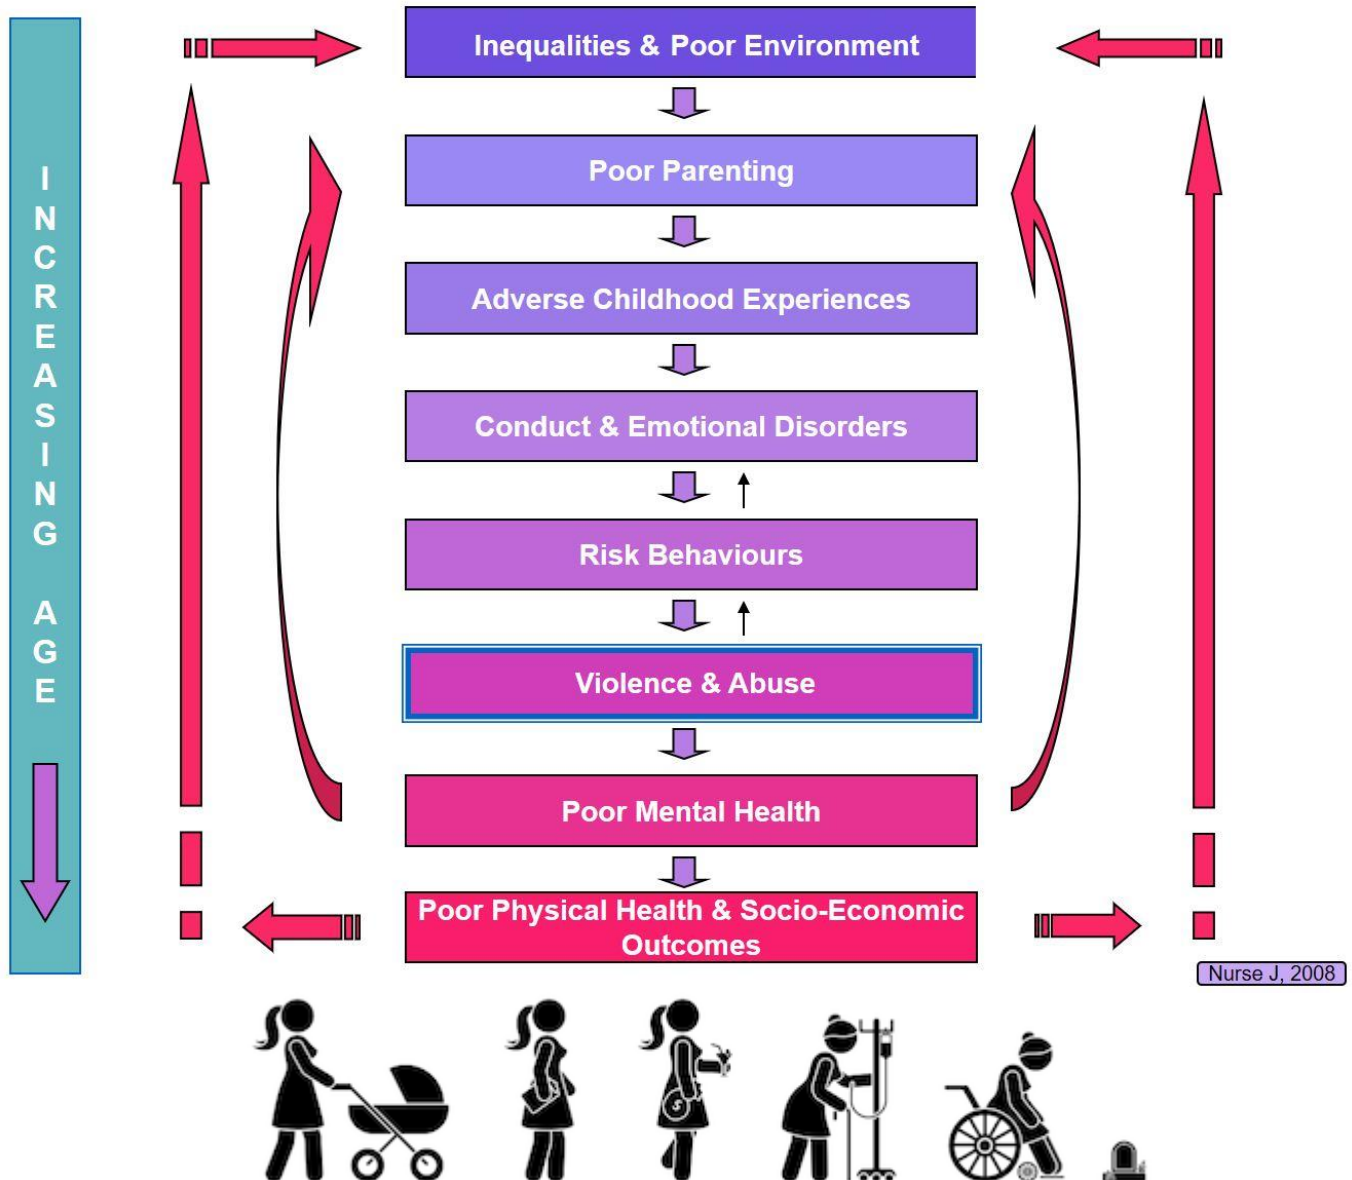 Inequalities & Poor Environment
Poor Parenting
Adverse Childhood Experiences
Conduct & Emotional Disorders
Risk Behaviours
Violence & Abuse
Poor Mental Health
Poor Physical Health & Socio-Economic
Outcomes
INCREASING AGE
Nurse J, 2008
$